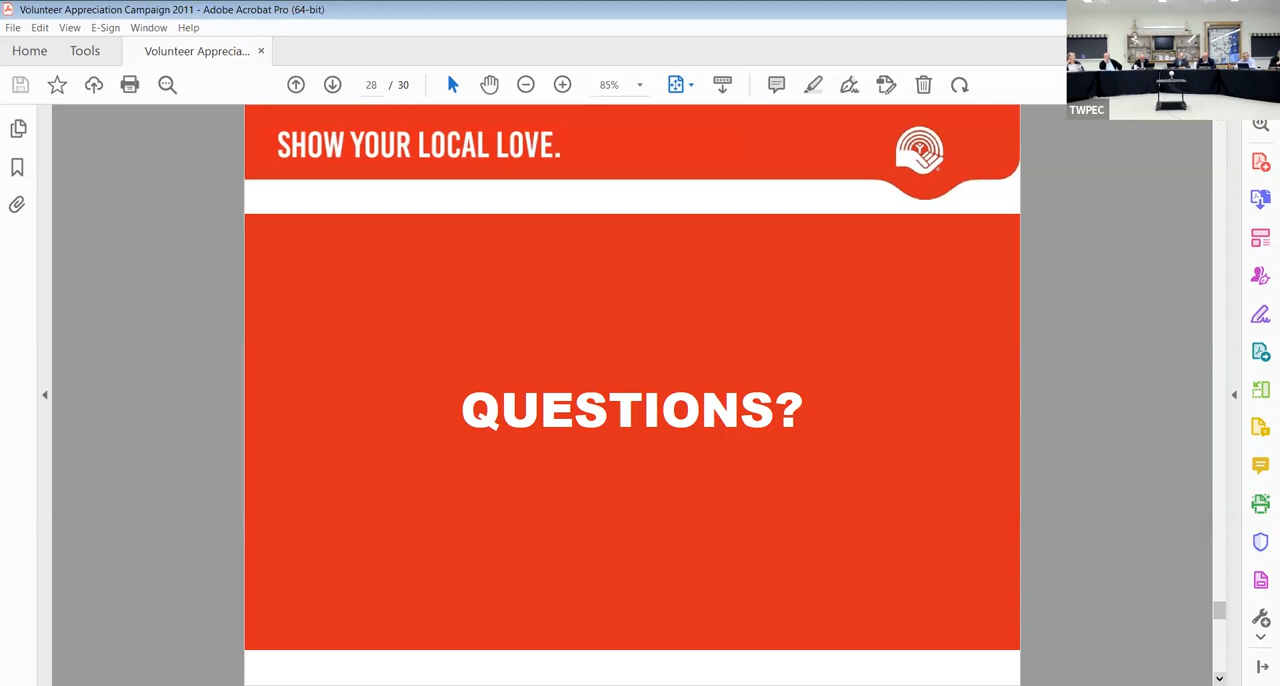 Volunteer Appreciation Campaign 2011 - Adobe Acrobat Pro (64-bit)
File Edit View E-Sign Window Help
Home Tools Volunteer Apprecia... ×
28 / 30 85%
TWPEC
SHOW YOUR LOCAL LOVE.
QUESTIONS?